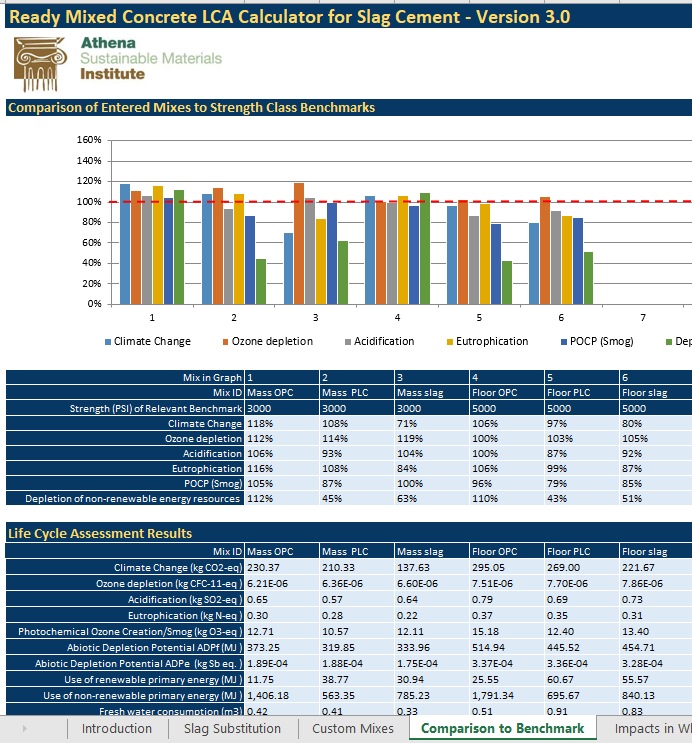 Ready Mixed Concrete LCA Calculator for Slag Cement - Version 3.0
Athena
Sustainable Materials
Institute
Comparison of Entered Mixes to Strength Class Benchmarks
160%
140%
120%
100%
80%
60%
40%
20%
0%
1 2 3 4 5 6 7
Climate Change Ozone depletion Acidification Eutrophication POCP (Smog) Dep
Mix in Graph 1 2 3 4 5 6
Mix ID Mass OPC Mass PLC Mass slag Floor OPC Floor PLC Floor slag
Strength (PSI) of Relevant Benchmark 3000 3000 3000 5000 5000 5000
Climate Change 118% 108% 71% 106% 97% 80%
Ozone depletion 112% 114% 119% 100% 103% 105%
Acidification 106% 93% 104% 100% 87% 92%
Eutrophication 116% 108% 84% 106% 99% 87%
POCP (Smog) 105% 87% 100% 96% 79% 85%
Depletion of non-renewable energy resources 112% 45% 63% 110% 43% 51%
Life Cycle Assessment Results
Mix ID Mass OPC Mass PLC Mass slag Floor OPC Floor PLC Floor slag
Climate Change (kg CO2-eq) 230.37 210.33 137.63 295.05 269.00 221.67
Ozone depletion (kg CFC-11-eq ) 6.21E-06 6.36E-06 6.60E-06 7.51E-06 7.70E-06 7.86E-06
Acidification (kg SO2-eq ) 0.65 0.57 0.64 0.79 0.69 0.73
Eutrophication (kg N-eq ) 0.30 0.28 0.22 0.37 0.35 0.31
Photochemical Ozone Creation/Smog (kg O3-eq ) 12.71 10.57 12.11 15.18 12.40 13.40
Abiotic Depletion Potential ADPf (MJ ) 373.25 319.85 333.96 514.94 445.52 454.71
Abiotic Depletion Potential ADPe (kg Sb eq. ) 1.89E-04 1.88E-04 1.75E-04 3.37E-04 3.36E-04 3.28E-04
Use of renewable primary energy (MJ ) 11.75 38.77 30.94 25.55 60.67 55.57
Use of non-renewable primary energy (MJ ) 1,406.18 563.35 785.23 1,791.34 695.67 840.13
Fresh water consumption (m3) 0.42 0.41 0.33 0.51 0.91 0.83
Introduction Slag Substitution Custom Mixes Comparison to Benchmark Impacts in Wh